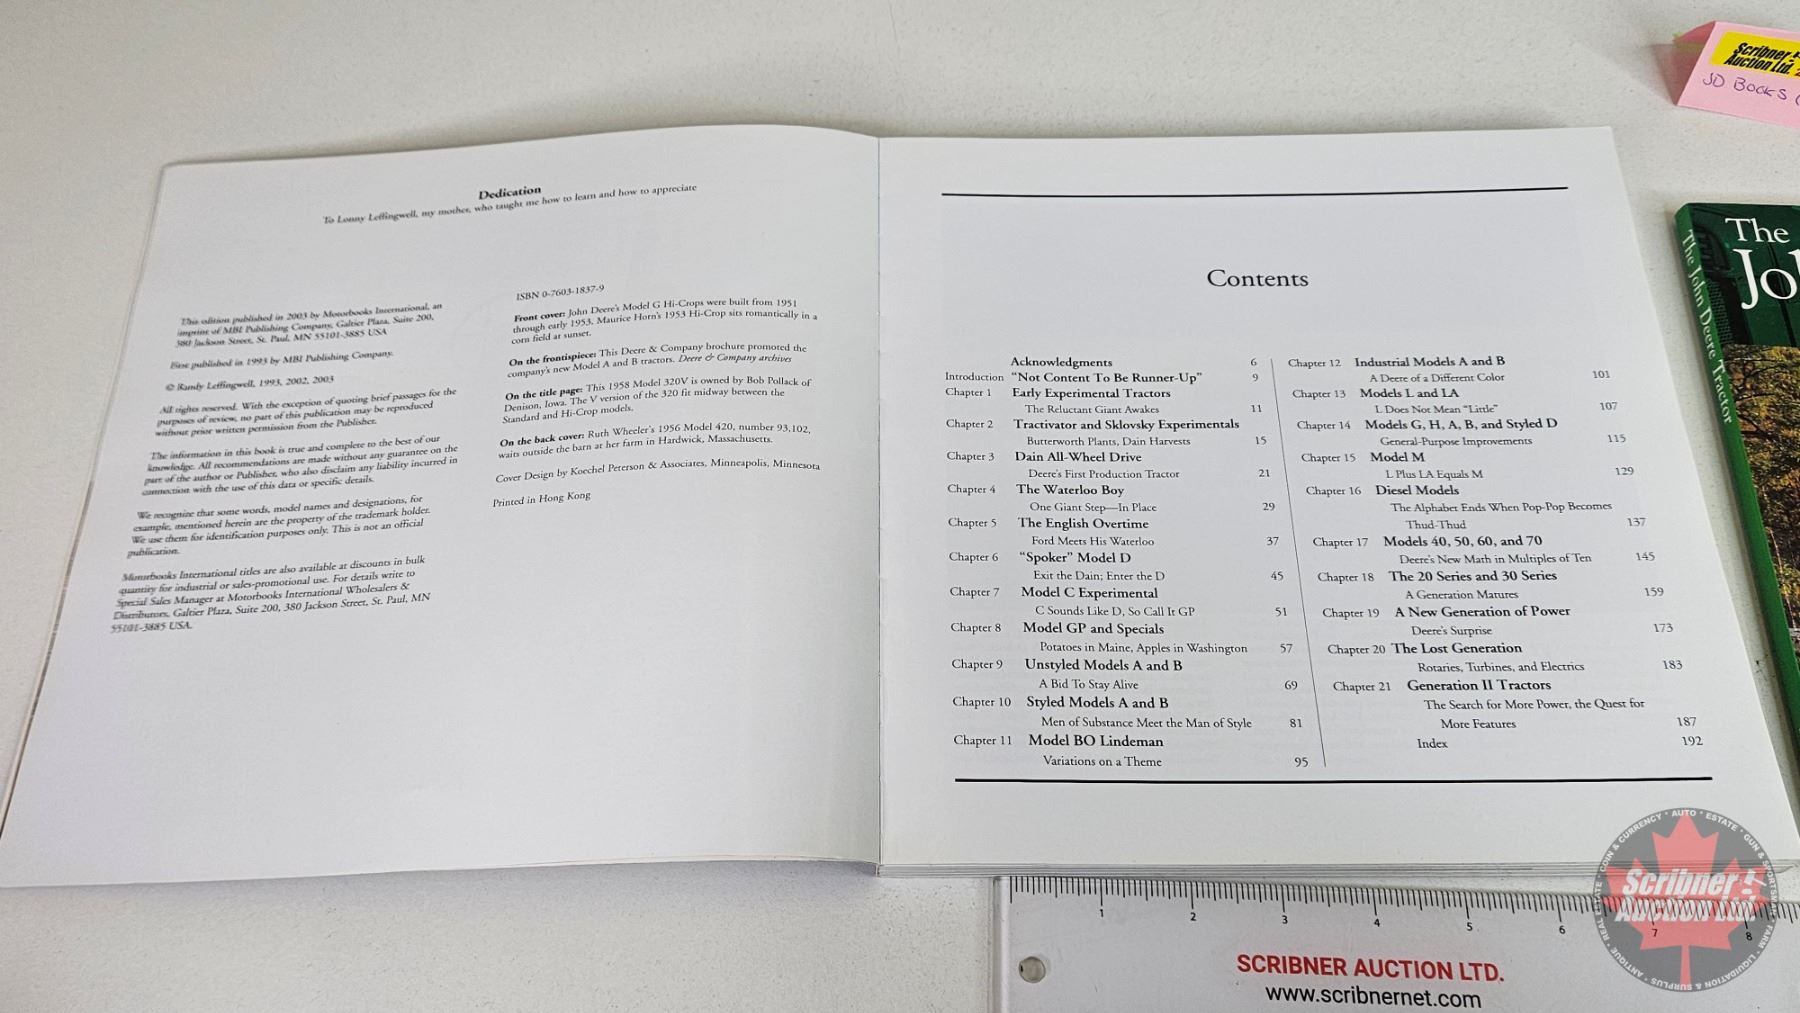 Dedication
To Lonny Leffingwell, my mother, who taught me how to learn and how to appreciate
This edition published in 2003 by Motorbooks International, an
imprint of MBI Publishing Company, Galtier Plaza, Suite 200,
380 Jackson Street, St. Paul, MN 55101-3885 USA
First published in 1993 by MBI Publishing Company.
© Randy Leffingwell, 1993, 2002, 2003
All rights reserved. With the exception of quoting brief passages for the
purposes of review, no part of this publication may be reproduced
without prior written permission from the Publisher.
The information in this book is true and complete to the best of our
knowledge. All recommendations are made without any guarantee on the
part of the author or Publisher, who also disclaim any liability incurred in
connection with the use of this data or specific details.
We recognize that some words, model names and designations, for
example, mentioned herein are the property of the trademark holder.
We use them for identification purposes only. This is not an official
publication.
Motorbooks International titles are also available at discounts in bulk
quantity for industrial or sales-promotional use. For details write to
Special Sales Manager at Motorbooks International Wholesalers &
Distributors, Galtier Plaza, Suite 200, 380 Jackson Street, St. Paul, MN
55101-3885 USA.
ISBN 0-7603-1837-9
Front cover: John Deere's Model G Hi-Crops were built from 1951
through early 1953. Maurice Horn's 1953 Hi-Crop sits romantically in a
corn field at sunset.
On the frontispiece: This Deere & Company brochure promoted the
company's new Model A and B tractors. Deere & Company archives
On the title page: This 1958 Model 320V is owned by Bob Pollack of
Denison, Iowa. The V version of the 320 fit midway between the
Standard and Hi-Crop models.
On the back cover: Ruth Wheeler's 1956 Model 420, number 93,102,
waits outside the barn at her farm in Hardwick, Massachusetts.
Cover Design by Koechel Peterson & Associates, Minneapolis, Minnesota
Printed in Hong Kong
Contents
Acknowledgments 6
Introduction "Not Content To Be Runner-Up" 9
Chapter 1 Early Experimental Tractors
The Reluctant Giant Awakes 11
Chapter 2 Tractivator and Sklovsky Experimentals
Butterworth Plants, Dain Harvests 15
Chapter 3 Dain All-Wheel Drive
Deere's First Production Tractor 21
Chapter 4 The Waterloo Boy
One Giant Step—In Place 29
Chapter 5 The English Overtime
Ford Meets His Waterloo 37
Chapter 6 "Spoker" Model D
Exit the Dain; Enter the D 45
Chapter 7 Model C Experimental
C Sounds Like D, So Call It GP 51
Chapter 8 Model GP and Specials
Potatoes in Maine, Apples in Washington 57
Chapter 9 Unstyled Models A and B
A Bid To Stay Alive 69
Chapter 10 Styled Models A and B
Men of Substance Meet the Man of Style 81
Chapter 11 Model BO Lindeman
Variations on a Theme 95
Chapter 12 Industrial Models A and B
A Deere of a Different Color 101
Chapter 13 Models L and LA
L Does Not Mean "Little" 107
Chapter 14 Models G, H, A, B, and Styled D
General-Purpose Improvements 115
Chapter 15 Model M
L Plus LA Equals M 129
Chapter 16 Diesel Models
The Alphabet Ends When Pop-Pop Becomes
Thud-Thud 137
Chapter 17 Models 40, 50, 60, and 70
Deere's New Math in Multiples of Ten 145
Chapter 18 The 20 Series and 30 Series
A Generation Matures 159
Chapter 19 A New Generation of Power
Deere's Surprise 173
Chapter 20 The Lost Generation
Rotaries, Turbines, and Electrics 183
Chapter 21 Generation II Tractors
The Search for More Power, the Quest for
More Features 187
Index 192
Scribner
Auction Ltd.
JD Books
The
The John Deere Tractor
1 2 3 4 5 6 7 8
SCRIBNER AUCTION LTD.
www.scribnernet.com
Scribner
Auction Ltd.
COIN & CURRENCY · AUTO · ESTATE · GUN & SPORTSMAN · FARM · LIQUIDATION & SURPLUS · ANTIQUE · REAL ESTATE